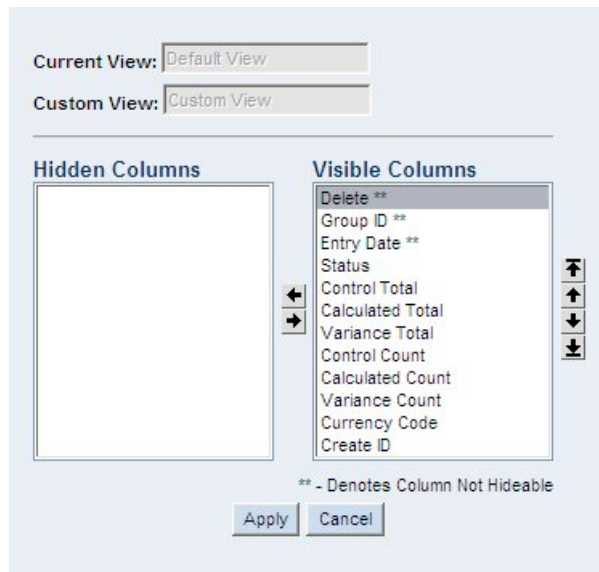 Current View: Default View
Custom View: Custom View
Hidden Columns
Visible Columns
Delete **
Group ID **
Entry Date **
Status
Control Total
Calculated Total
Variance Total
Control Count
Calculated Count
Variance Count
Currency Code
Create ID
** - Denotes Column Not Hideable
Apply Cancel